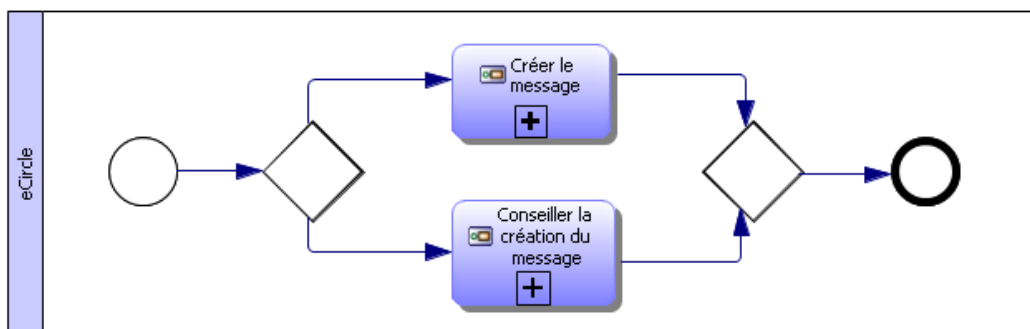 eCircle
Créer le
message
Conseiller la
création du
message